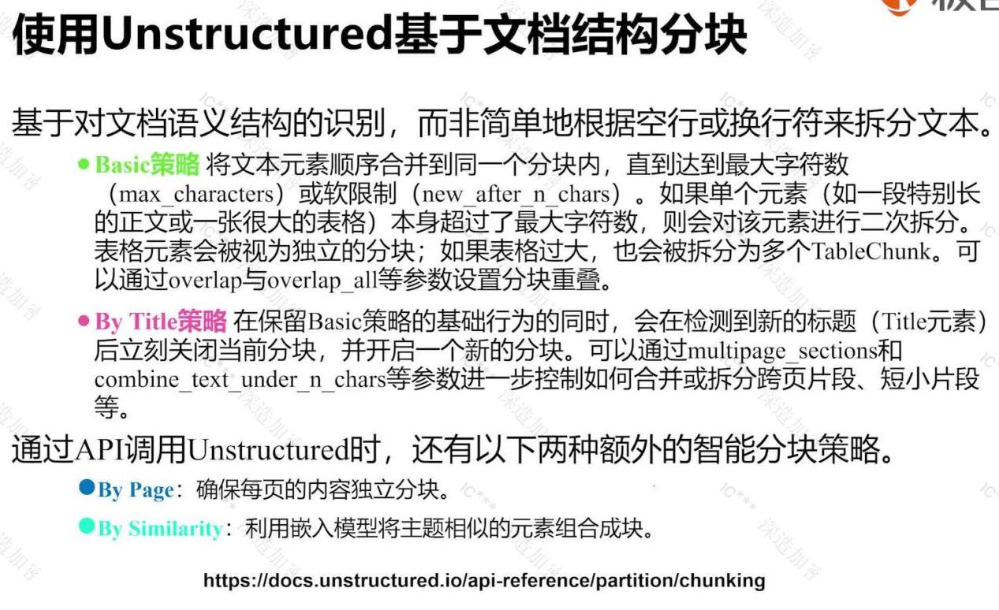 使用Unstructured基于文档结构分块
基于对文档语义结构的识别，而非简单地根据空行或换行符来拆分文本。
●Basic策略 将文本元素顺序合并到同一个分块内，直到达到最大字符数
（max_characters）或软限制（new_after_n_chars）。如果单个元素（如一段特别长
的正文或一张很大的表格）本身超过了最大字符数，则会对该元素进行二次拆分。
表格元素会被视为独立的分块；如果表格过大，也会被拆分为多个TableChunk。可
以通过overlap与overlap_all等参数设置分块重叠。
●By Title策略 在保留Basic策略的基础行为的同时，会在检测到新的标题（Title元素）
后立刻关闭当前分块，并开启一个新的分块。可以通过multipage_sections和
combine_text_under_n_chars等参数进一步控制如何合并或拆分跨页片段、短小片段
等。
通过API调用Unstructured时，还有以下两种额外的智能分块策略。
●By Page：确保每页的内容独立分块。
●By Similarity：利用嵌入模型将主题相似的元素组合成块。
https://docs.unstructured.io/api-reference/partition/chunking